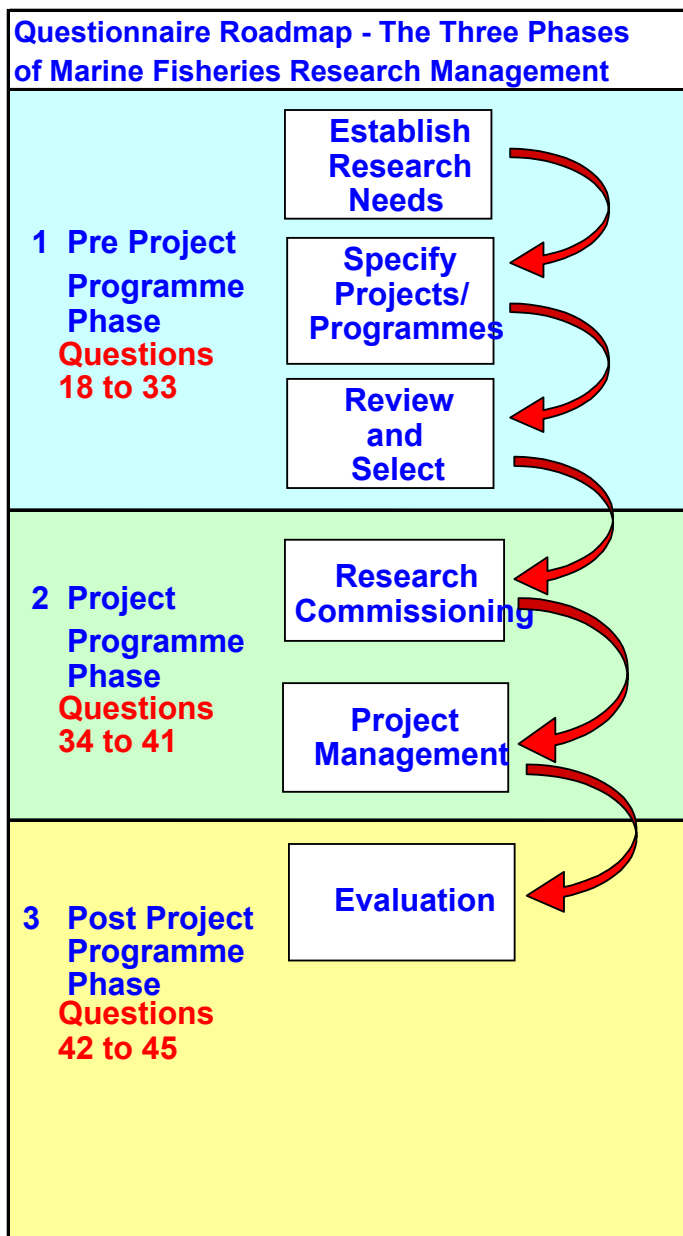 Questionnaire Roadmap - The Three Phases
of Marine Fisheries Research Management
Establish
Research
Needs
1 Pre Project
Programme
Phase
Questions
18 to 33
Specify
Projects/
Programmes
Review
and
Select
2 Project
Programme
Phase
Questions
34 to 41
Research
Commissioning
Project
Management
3 Post Project
Programme
Phase
Questions
42 to 45
Evaluation